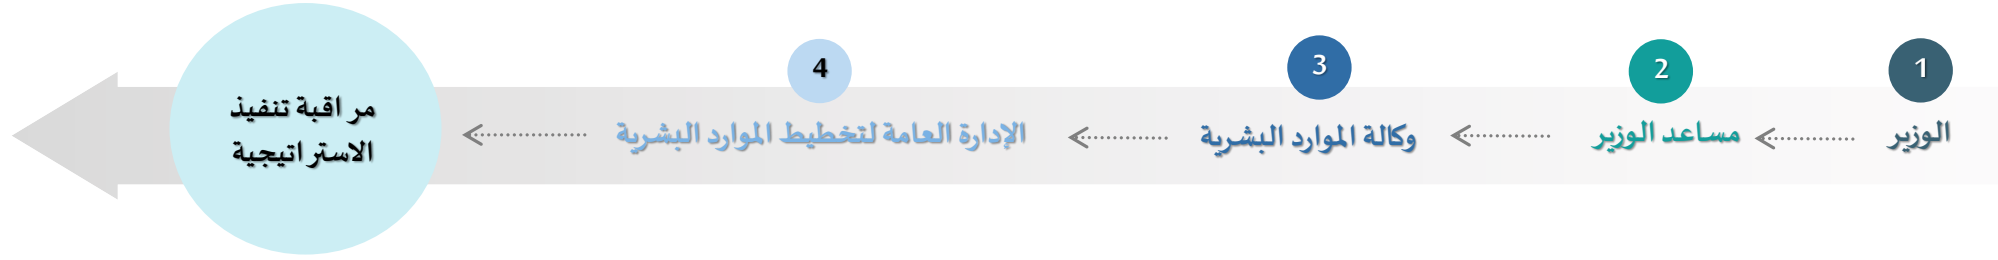 1
الوزير
2
مساعد الوزير
3
وكالة الموارد البشرية
4
الإدارة العامة لتخطيط الموارد البشرية
مراقبة تنفيذ
الاستراتيجية